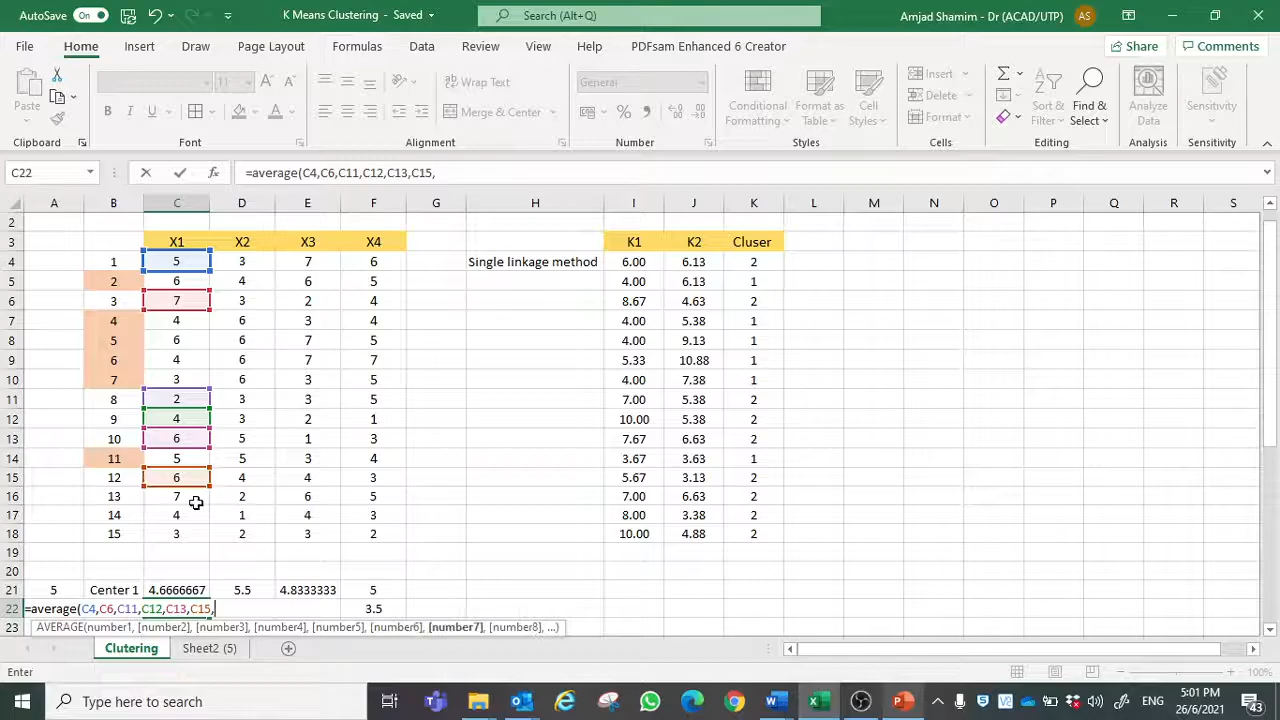 AutoSave On K Means Clustering - Saved Search (Alt+Q) Amjad Shamim - Dr (ACAD/UTP) AS
File Home Insert Draw Page Layout Formulas Data Review View Help PDFsam Enhanced 6 Creator Share Comments
Paste B I U 11 A A Wrap Text Merge & Center General % Conditional Formatting Format as Table Cell Styles Insert Delete Format Sort & Filter Find & Select Analyze Data Sensitivity
Clipboard Font Alignment Number Styles Cells Editing Analysis Sensitivity
C22 fx =average(C4,C6,C11,C12,C13,C15,
A B C D E F G H I J K L M N O P Q R S
2
3 X1 X2 X3 X4 K1 K2 Cluser
4 1 5 3 7 6 Single linkage method 6.00 6.13 2
5 2 6 4 6 5 4.00 6.13 1
6 3 7 3 2 4 8.67 4.63 2
7 4 4 6 3 4 4.00 5.38 1
8 5 6 6 7 5 4.00 9.13 1
9 6 4 6 7 7 5.33 10.88 1
10 7 3 6 3 5 4.00 7.38 1
11 8 2 3 3 5 7.00 5.38 2
12 9 4 3 2 1 10.00 5.38 2
13 10 6 5 1 3 7.67 6.63 2
14 11 5 5 3 4 3.67 3.63 1
15 12 6 4 4 3 5.67 3.13 2
16 13 7 2 6 5 7.00 6.63 2
17 14 4 1 4 3 8.00 3.38 2
18 15 3 2 3 2 10.00 4.88 2
19
20
21 5 Center 1 4.6666667 5.5 4.8333333 5
22 =average(C4,C6,C11,C12,C13,C15, 3.5
23 AVERAGE(number1, [number2], [number3], [number4], [number5], [number6], [number7], [number8], ...)
Clutering Sheet2 (5)
Enter 100%
Type here to search ENG 5:01 PM 26/6/2021 43